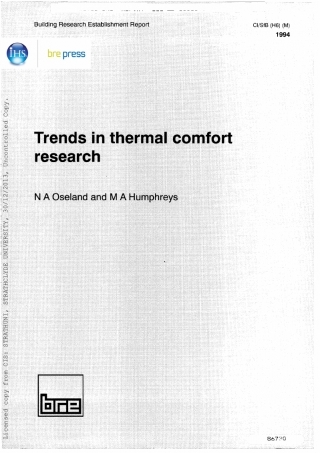 Building Research Establishment Report
CI/SfB (H6) (M)
1994
IHS
bre press
Trends in thermal comfort
research
N A Oseland and M A Humphreys
Licensed copy from CIS: STRATHUNI, STRATHCLYDE UNIVERSITY, 30/12/2013, Uncontrolled Copy.
bre